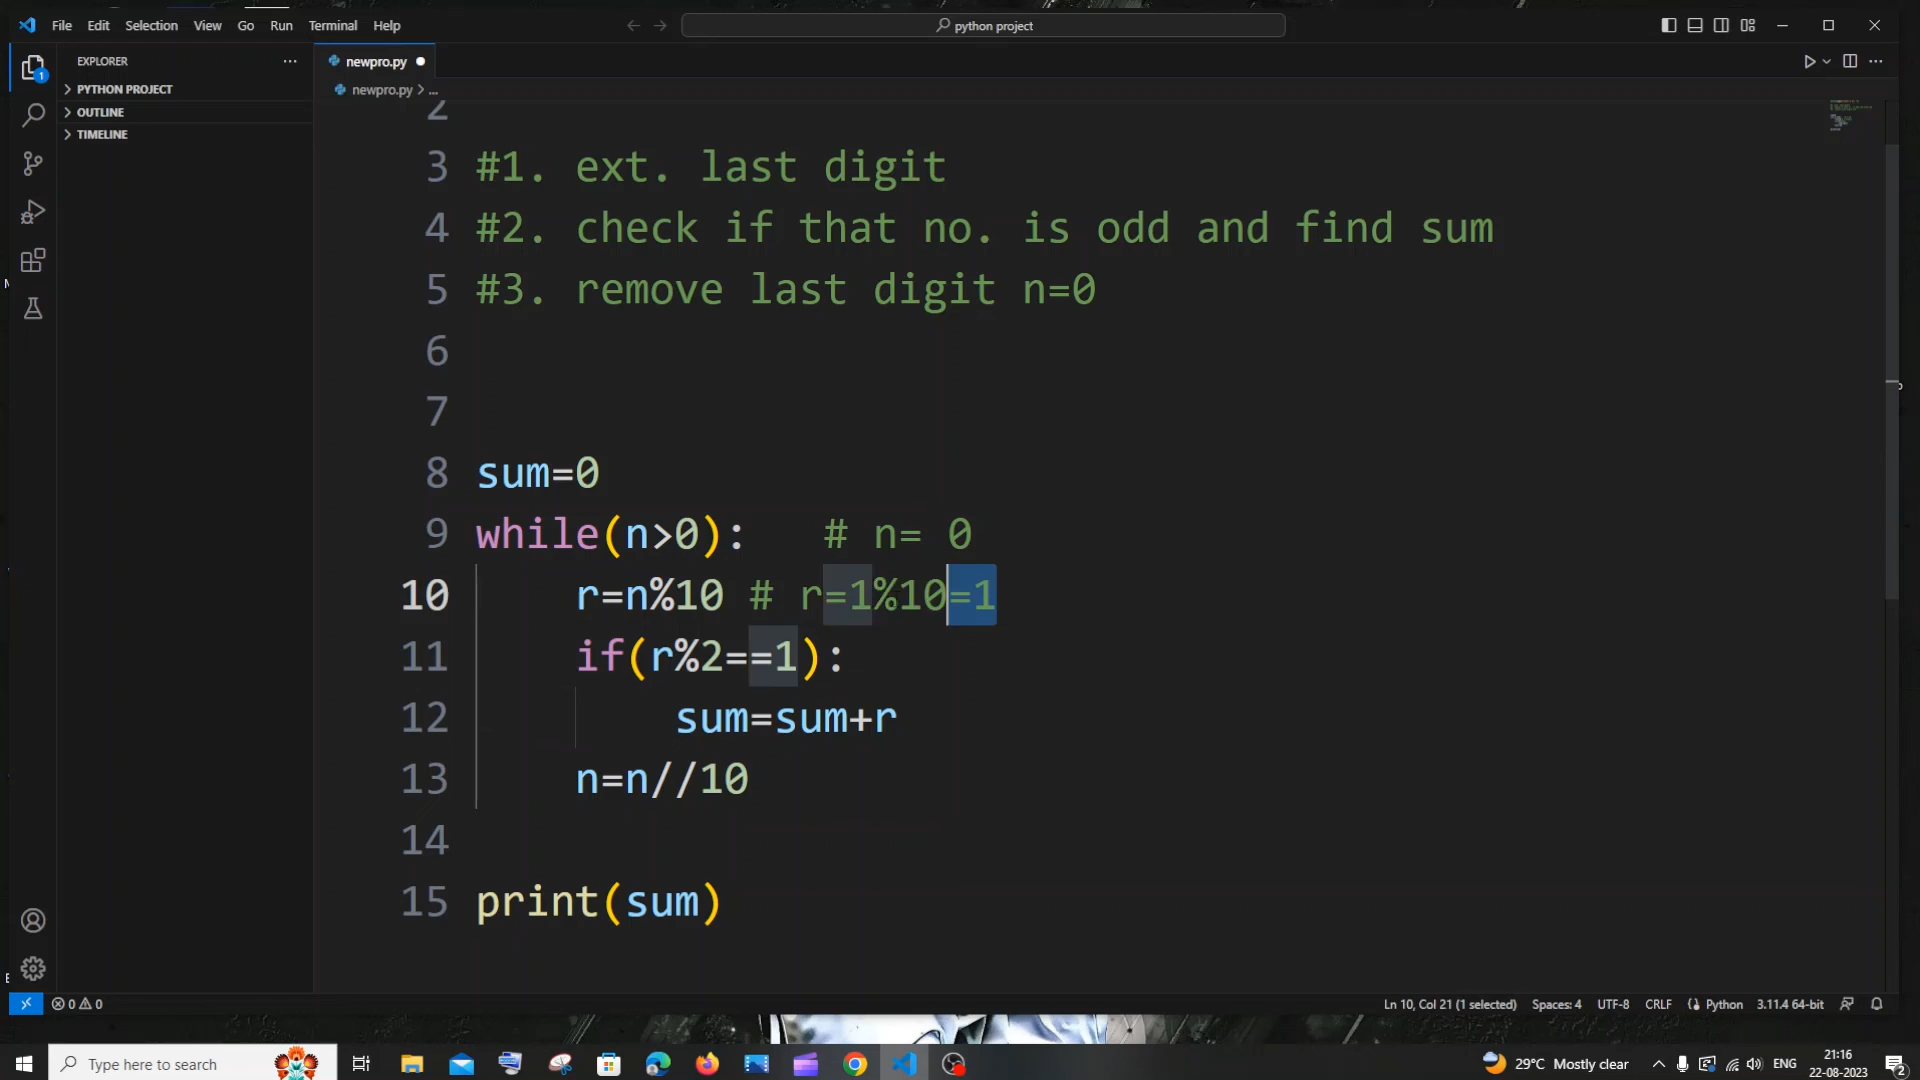 File Edit Selection View Go Run Terminal Help
python project
EXPLORER
PYTHON PROJECT
OUTLINE
TIMELINE
1
newpro.py
newpro.py > ...
2
3 #1. ext. last digit
4 #2. check if that no. is odd and find sum
5 #3. remove last digit n=0
6
7
8 sum=0
9 while(n>0): # n= 0
10 r=n%10 # r=1%10=1
11 if(r%2==1):
12 sum=sum+r
13 n=n//10
14
15 print(sum)
0 0
Ln 10, Col 21 (1 selected) Spaces: 4 UTF-8 CRLF Python 3.11.4 64-bit
Type here to search
29°C Mostly clear
ENG
21:16
22-08-2023
2